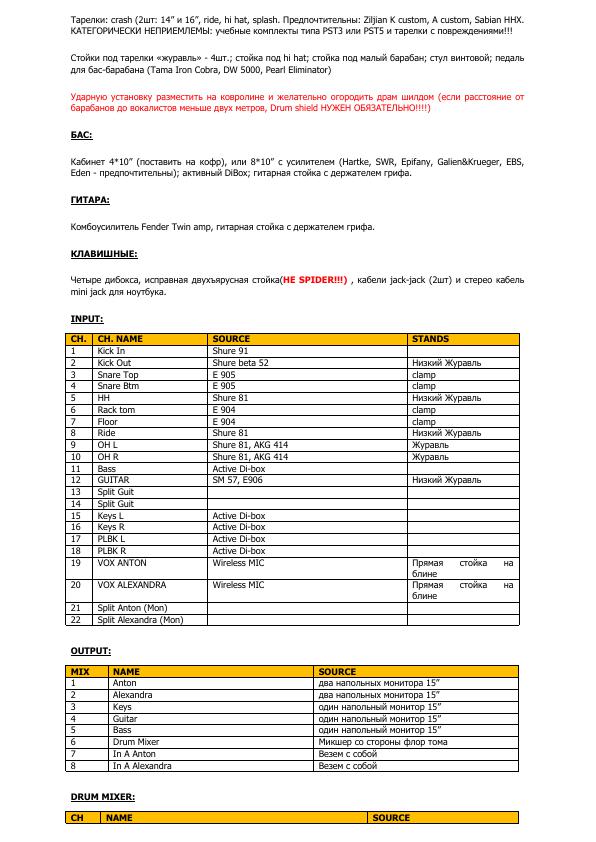 Тарелки: crash (2шт: 14” и 16”, ride, hi hat, splash. Предпочтительны: Ziljian K custom, A custom, Sabian HHX.
КАТЕГОРИЧЕСКИ НЕПРИЕМЛЕМЫ: учебные комплекты типа PST3 или PST5 и тарелки с повреждениями!!!
Стойки под тарелки «журавль» - 4шт.; стойка под hi hat; стойка под малый барабан; стул винтовой; педаль
для бас-барабана (Tama Iron Cobra, DW 5000, Pearl Eliminator)
Ударную установку разместить на ковролине и желательно огородить драм шилдом (если расстояние от
барабанов до вокалистов меньше двух метров, Drum shield НУЖЕН ОБЯЗАТЕЛЬНО!!!!)
БАС:
Кабинет 4*10” (поставить на кофр), или 8*10” с усилителем (Hartke, SWR, Epifany, Galien&Krueger, EBS,
Eden - предпочтительны); активный DiBox; гитарная стойка с держателем грифа.
ГИТАРА:
Комбоусилитель Fender Twin amp, гитарная стойка с держателем грифа.
КЛАВИШНЫЕ:
Четыре дибокса, исправная двухъярусная стойка(НЕ SPIDER!!!) , кабели jack-jack (2шт) и стерео кабель
mini jack для ноутбука.
INPUT:
CH. CH. NAME SOURCE STANDS
1 Kick In Shure 91
2 Kick Out Shure beta 52 Низкий Журавль
3 Snare Top E 905 clamp
4 Snare Btm E 905 clamp
5 HH Shure 81 Низкий Журавль
6 Rack tom E 904 clamp
7 Floor E 904 clamp
8 Ride Shure 81 Низкий Журавль
9 OH L Shure 81, AKG 414 Журавль
10 OH R Shure 81, AKG 414 Журавль
11 Bass Active Di-box
12 GUITAR SM 57, E906 Низкий Журавль
13 Split Guit
14 Split Guit
15 Keys L Active Di-box
16 Keys R Active Di-box
17 PLBK L Active Di-box
18 PLBK R Active Di-box
19 VOX ANTON Wireless MIC Прямая стойка на
блине
20 VOX ALEXANDRA Wireless MIC Прямая стойка на
блине
21 Split Anton (Mon)
22 Split Alexandra (Mon)
OUTPUT:
MIX NAME SOURCE
1 Anton два напольных монитора 15”
2 Alexandra два напольных монитора 15”
3 Keys один напольный монитор 15”
4 Guitar один напольный монитор 15”
5 Bass один напольный монитор 15”
6 Drum Mixer Микшер со стороны флор тома
7 In A Anton Везем с собой
8 In A Alexandra Везем с собой
DRUM MIXER:
CH NAME SOURCE